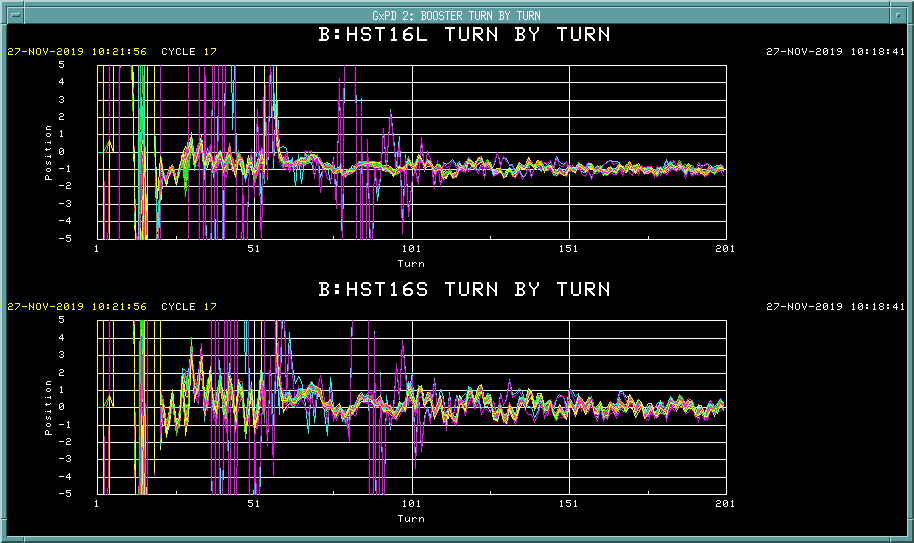 GxPD 2: BOOSTER TURN BY TURN
B:HST16L TURN BY TURN
27-NOV-2019 10:21:56 CYCLE 17 27-NOV-2019 10:18:41
5
4
3
2
1
0
-1
-2
-3
-4
-5
Position
1 51 101 151 201
Turn
B:HST16S TURN BY TURN
27-NOV-2019 10:21:56 CYCLE 17 27-NOV-2019 10:18:41
5
4
3
2
1
0
-1
-2
-3
-4
-5
Position
1 51 101 151 201
Turn